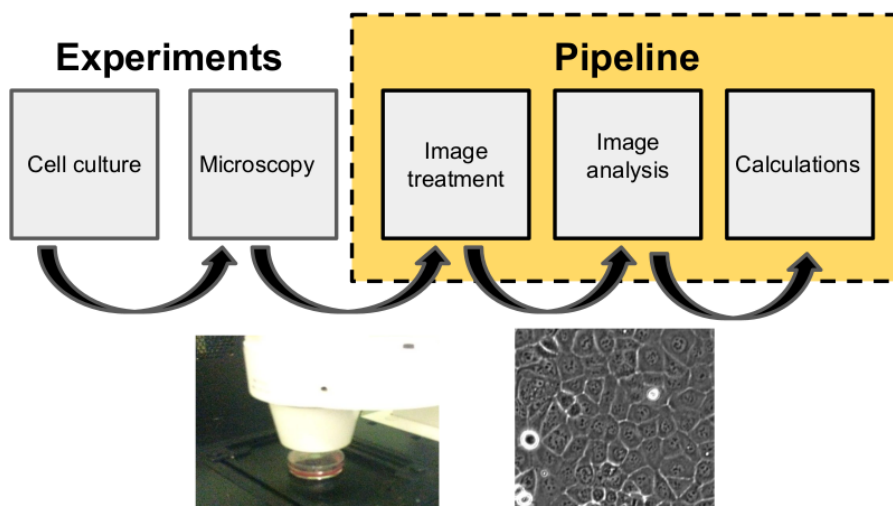 Experiments
Pipeline
Cell culture
Microscopy
Image
treatment
Image
analysis
Calculations